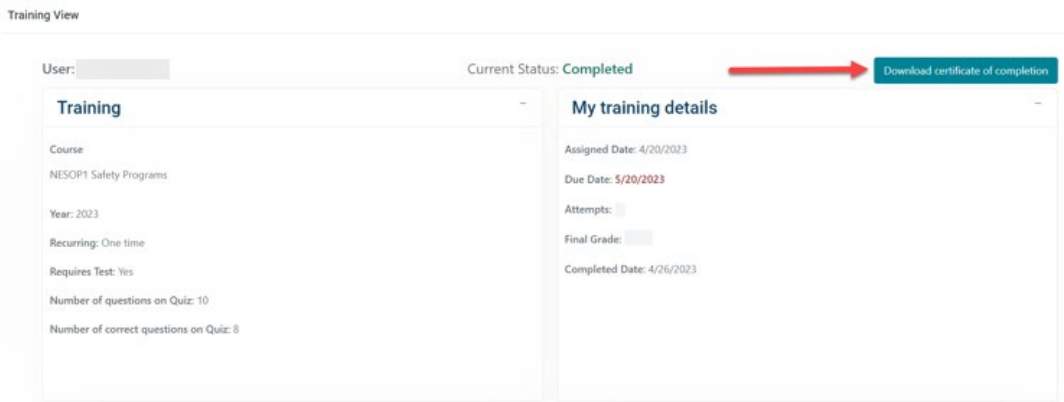 Training View
User:
Current Status: Completed
Download certificate of completion
Training
–
Course
NESOP1 Safety Programs
Year: 2023
Recurring: One time
Requires Test: Yes
Number of questions on Quiz: 10
Number of correct questions on Quiz: 8
My training details
–
Assigned Date: 4/20/2023
Due Date: 5/20/2023
Attempts:
Final Grade:
Completed Date: 4/26/2023